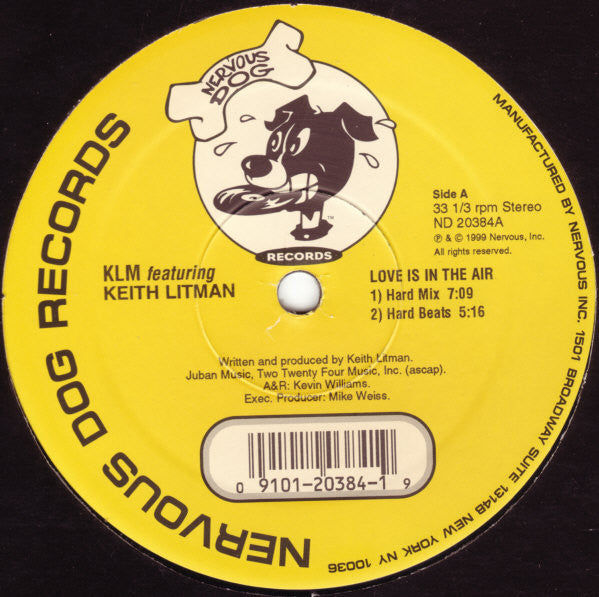 NERVOUS
DOG
TM
RECORDS
NERVOUS DOG RECORDS
MANUFACTURED BY NERVOUS INC. 1501 BROADWAY SUITE 1314B NEW YORK NY 10036
Side A
33 1/3 rpm Stereo
ND 20384A
℗ & © 1999 Nervous, Inc.
All rights reserved.
KLM featuring
KEITH LITMAN
LOVE IS IN THE AIR
1) Hard Mix 7:09
2) Hard Beats 5:16
Written and produced by Keith Litman.
Juban Music, Two Twenty Four Music, Inc. (ascap).
A&R: Kevin Williams.
Exec. Producer: Mike Weiss.
0 9101-20384-1 9